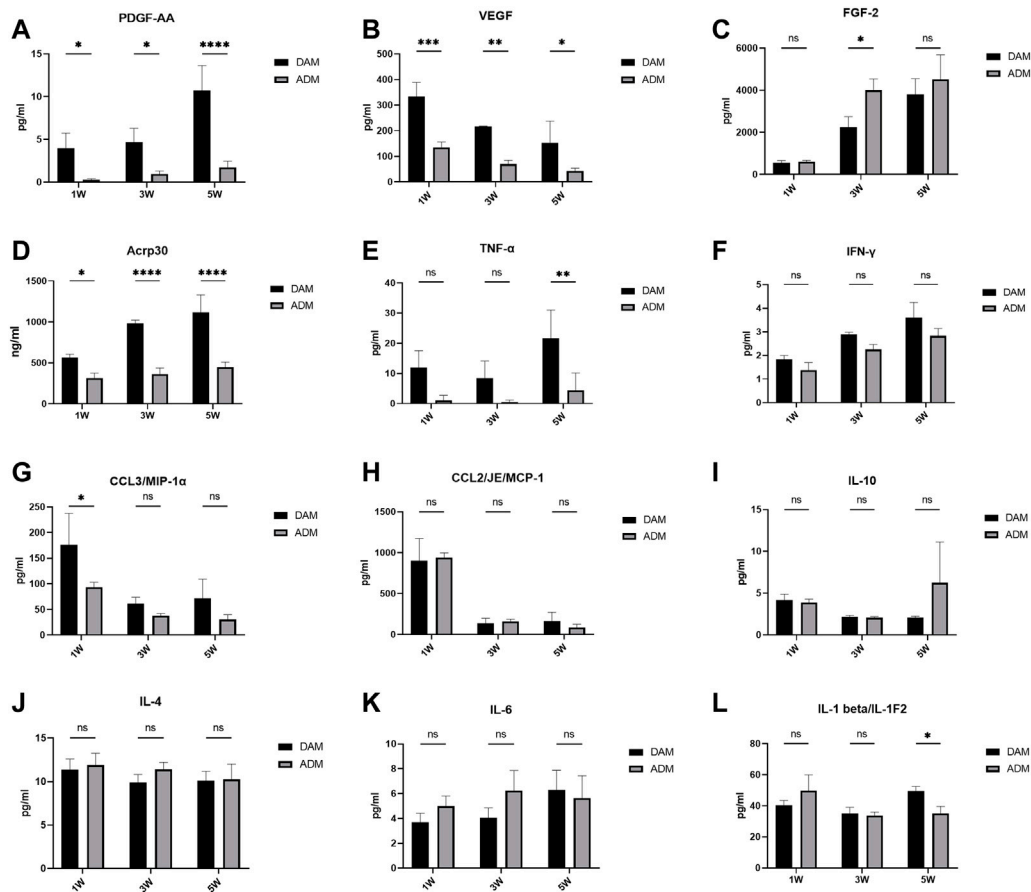 A
PDGF-AA
* * ****
15
10
5
0
pg/ml
1W 3W 5W
DAM
ADM
B
VEGF
*** ** *
500
400
300
200
100
0
pg/ml
1W 3W 5W
DAM
ADM
C
FGF-2
ns * ns
6000
4000
2000
0
pg/ml
1W 3W 5W
DAM
ADM
D
Acrp30
* **** ****
1500
1000
500
0
ng/ml
1W 3W 5W
DAM
ADM
E
TNF-α
ns ns **
40
30
20
10
0
pg/ml
1W 3W 5W
DAM
ADM
F
IFN-γ
ns ns ns
5
4
3
2
1
0
pg/ml
1W 3W 5W
DAM
ADM
G
CCL3/MIP-1α
* ns ns
250
200
150
100
50
0
pg/ml
1W 3W 5W
DAM
ADM
H
CCL2/JE/MCP-1
ns ns ns
1500
1000
500
0
pg/ml
1W 3W 5W
DAM
ADM
I
IL-10
ns ns ns
15
10
5
0
pg/ml
1W 3W 5W
DAM
ADM
J
IL-4
ns ns ns
15
10
5
0
pg/ml
1W 3W 5W
DAM
ADM
K
IL-6
ns ns ns
10
8
6
4
2
0
pg/ml
1W 3W 5W
DAM
ADM
L
IL-1 beta/IL-1F2
ns ns *
80
60
40
20
0
pg/ml
1W 3W 5W
DAM
ADM